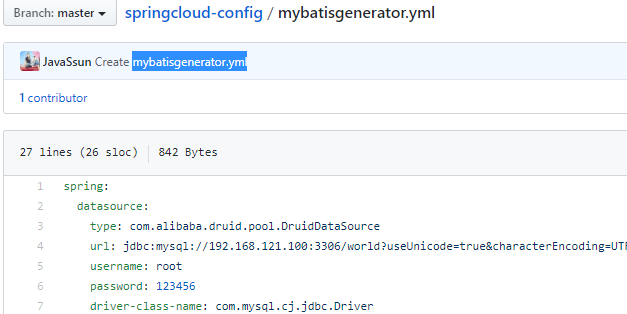 Branch: master springcloud-config / mybatisgenerator.yml
JavaSsun Create mybatisgenerator.yml
1 contributor
27 lines (26 sloc) 842 Bytes
1 spring:
2 datasource:
3 type: com.alibaba.druid.pool.DruidDataSource
4 url: jdbc:mysql://192.168.121.100:3306/world?useUnicode=true&characterEncoding=UTF
5 username: root
6 password: 123456
7 driver-class-name: com.mysql.cj.jdbc.Driver